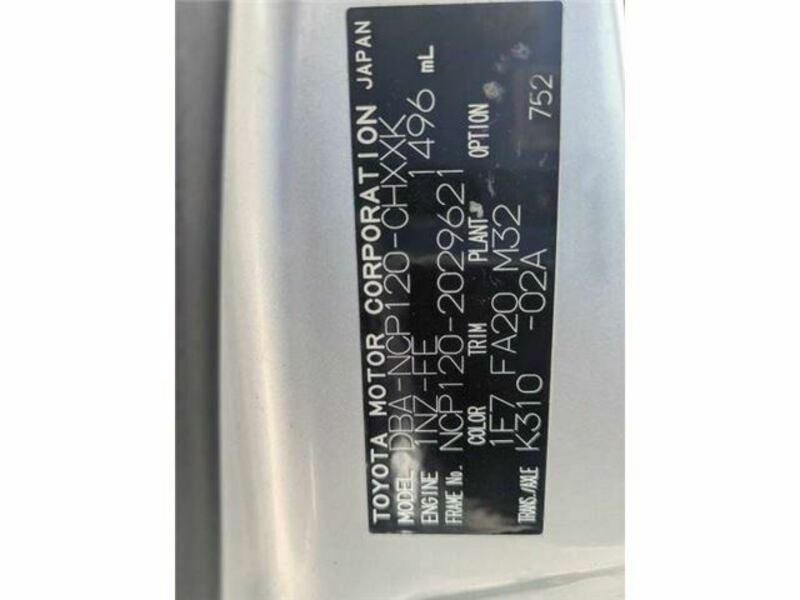 TOYOTA MOTOR CORPORATION JAPAN
MODEL DBA-NCP120-CHXXK
ENGINE 1NZ-FE 1496 mL
FRAME No. NCP120-2029621
COLOR TRIM PLANT OPTION
1E7 FA20 M32 752
TRANS./AXLE K310 -02A